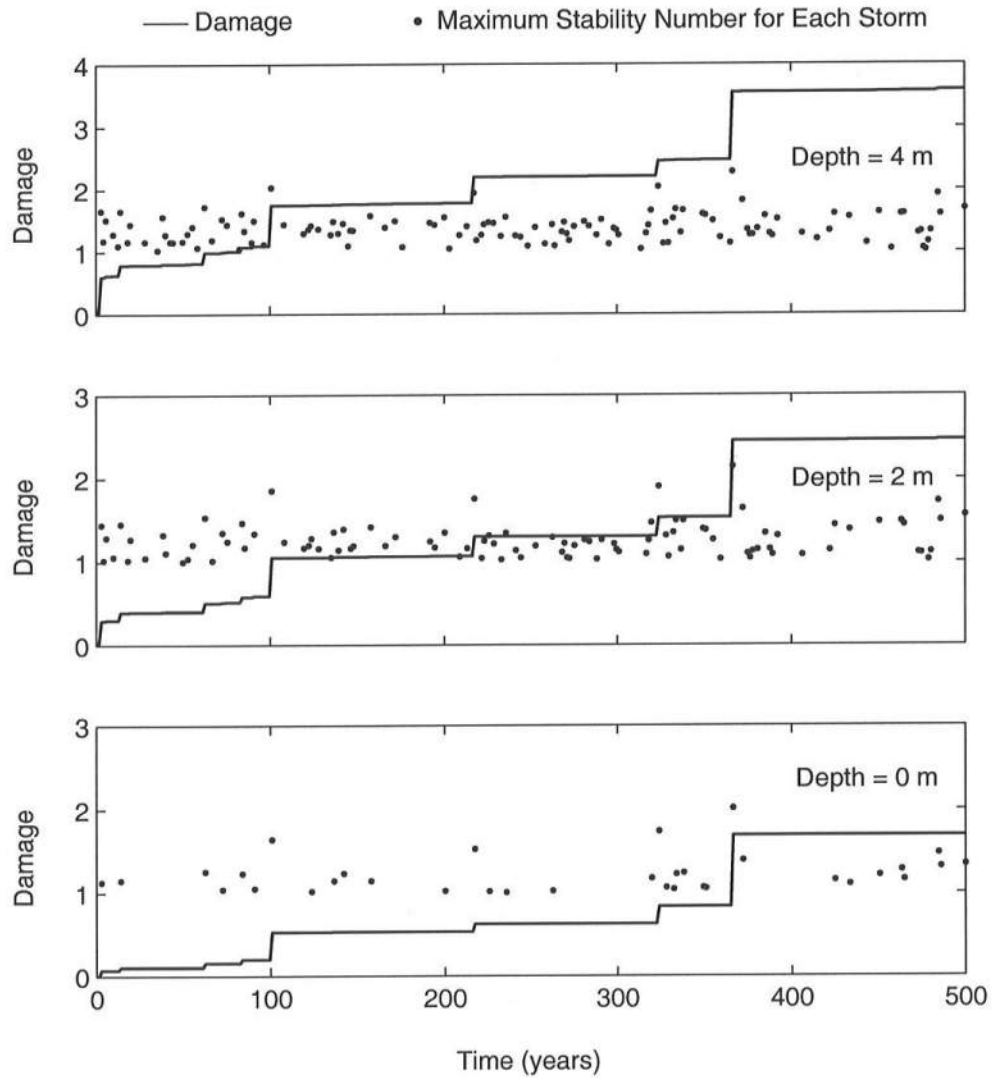 Damage
Maximum Stability Number for Each Storm
4
3
2
1
0
Damage
Depth = 4 m
3
2
1
0
Damage
Depth = 2 m
3
2
1
0
Damage
Depth = 0 m
0
100
200
300
400
500
Time (years)